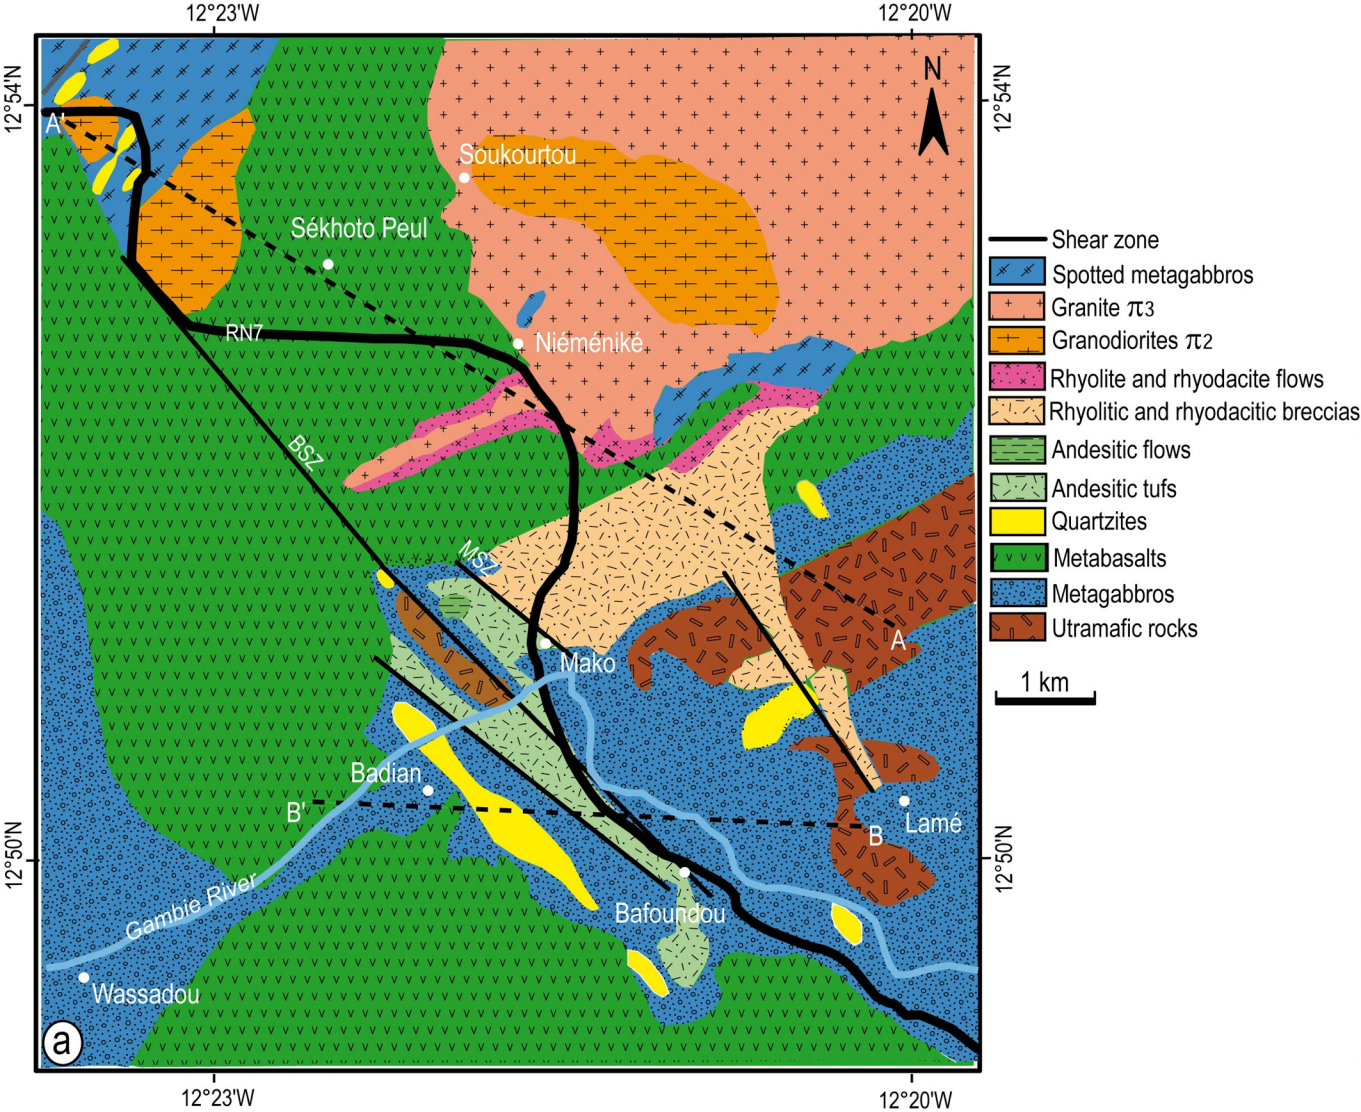 12°23'W
12°20'W
12°54'N
12°54'N
N
A'
Soukourtou
Sékhoto Peul
RN7
Niéméniké
BSZ
MSZ
Mako
A
Badian
B'
B
Lamé
Bafoundou
Gambie River
Wassadou
12°50'N
12°50'N
a
12°23'W
12°20'W
Shear zone
Spotted metagabbros
Granite π3
Granodiorites π2
Rhyolite and rhyodacite flows
Rhyolitic and rhyodacitic breccias
Andesitic flows
Andesitic tufs
Quartzites
Metabasalts
Metagabbros
Utramafic rocks
1 km